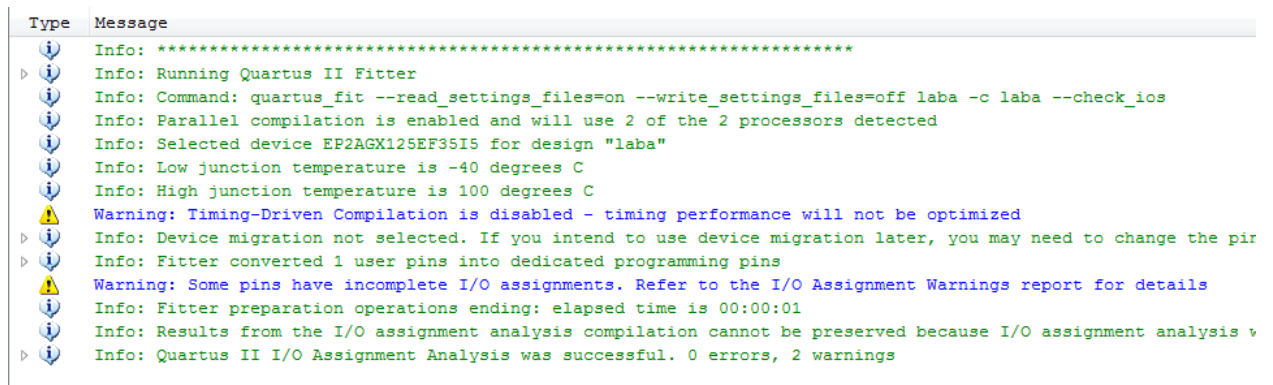 Type Message
Info: *******************************************************************
Info: Running Quartus II Fitter
Info: Command: quartus_fit --read_settings_files=on --write_settings_files=off laba -c laba --check_ios
Info: Parallel compilation is enabled and will use 2 of the 2 processors detected
Info: Selected device EP2AGX125EF35I5 for design "laba"
Info: Low junction temperature is -40 degrees C
Info: High junction temperature is 100 degrees C
Warning: Timing-Driven Compilation is disabled - timing performance will not be optimized
Info: Device migration not selected. If you intend to use device migration later, you may need to change the pin
Info: Fitter converted 1 user pins into dedicated programming pins
Warning: Some pins have incomplete I/O assignments. Refer to the I/O Assignment Warnings report for details
Info: Fitter preparation operations ending: elapsed time is 00:00:01
Info: Results from the I/O assignment analysis compilation cannot be preserved because I/O assignment analysis w
Info: Quartus II I/O Assignment Analysis was successful. 0 errors, 2 warnings